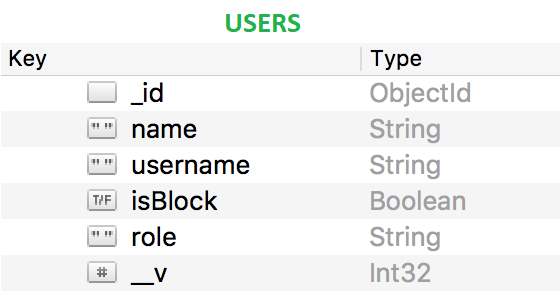 USERS
Key Type
_id ObjectId
" " name String
" " username String
T/F isBlock Boolean
" " role String
# __v Int32